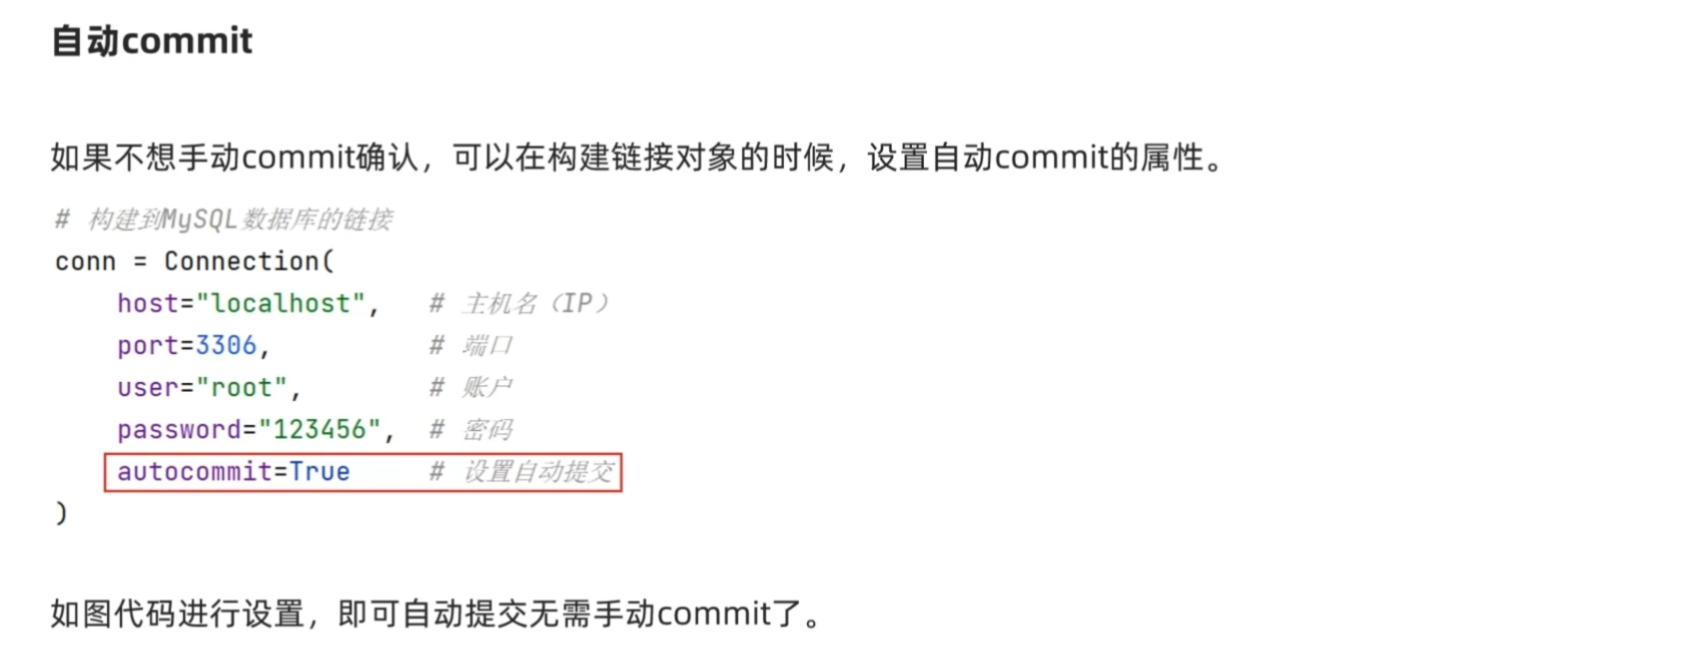 自动commit
如果不想手动commit确认，可以在构建链接对象的时候，设置自动commit的属性。
# 构建到MySQL数据库的链接
conn = Connection(
    host="localhost",   # 主机名（IP）
    port=3306,          # 端口
    user="root",        # 账户
    password="123456",  # 密码
    autocommit=True     # 设置自动提交
)
如图代码进行设置，即可自动提交无需手动commit了。